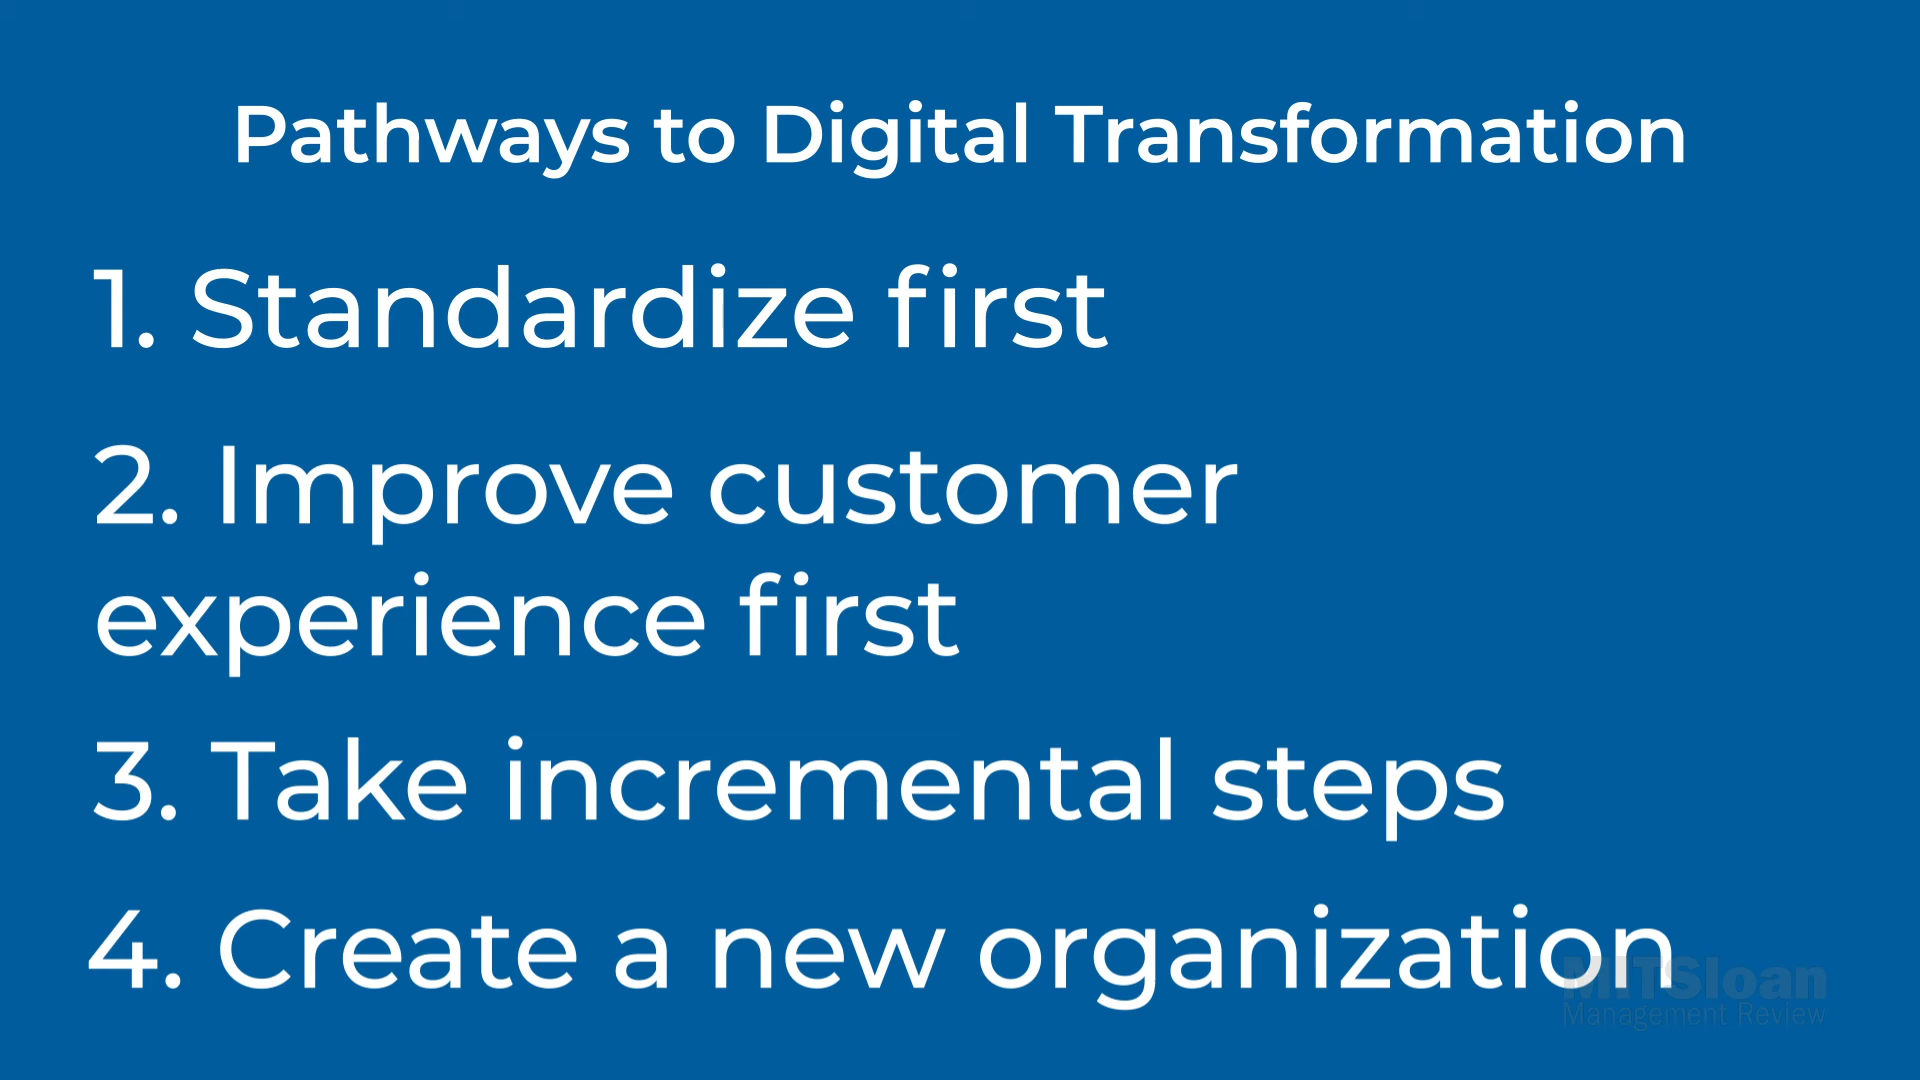 Pathways to Digital Transformation
1. Standardize first
2. Improve customer
experience first
3. Take incremental steps
4. Create a new organization
MITSloan
Management Review